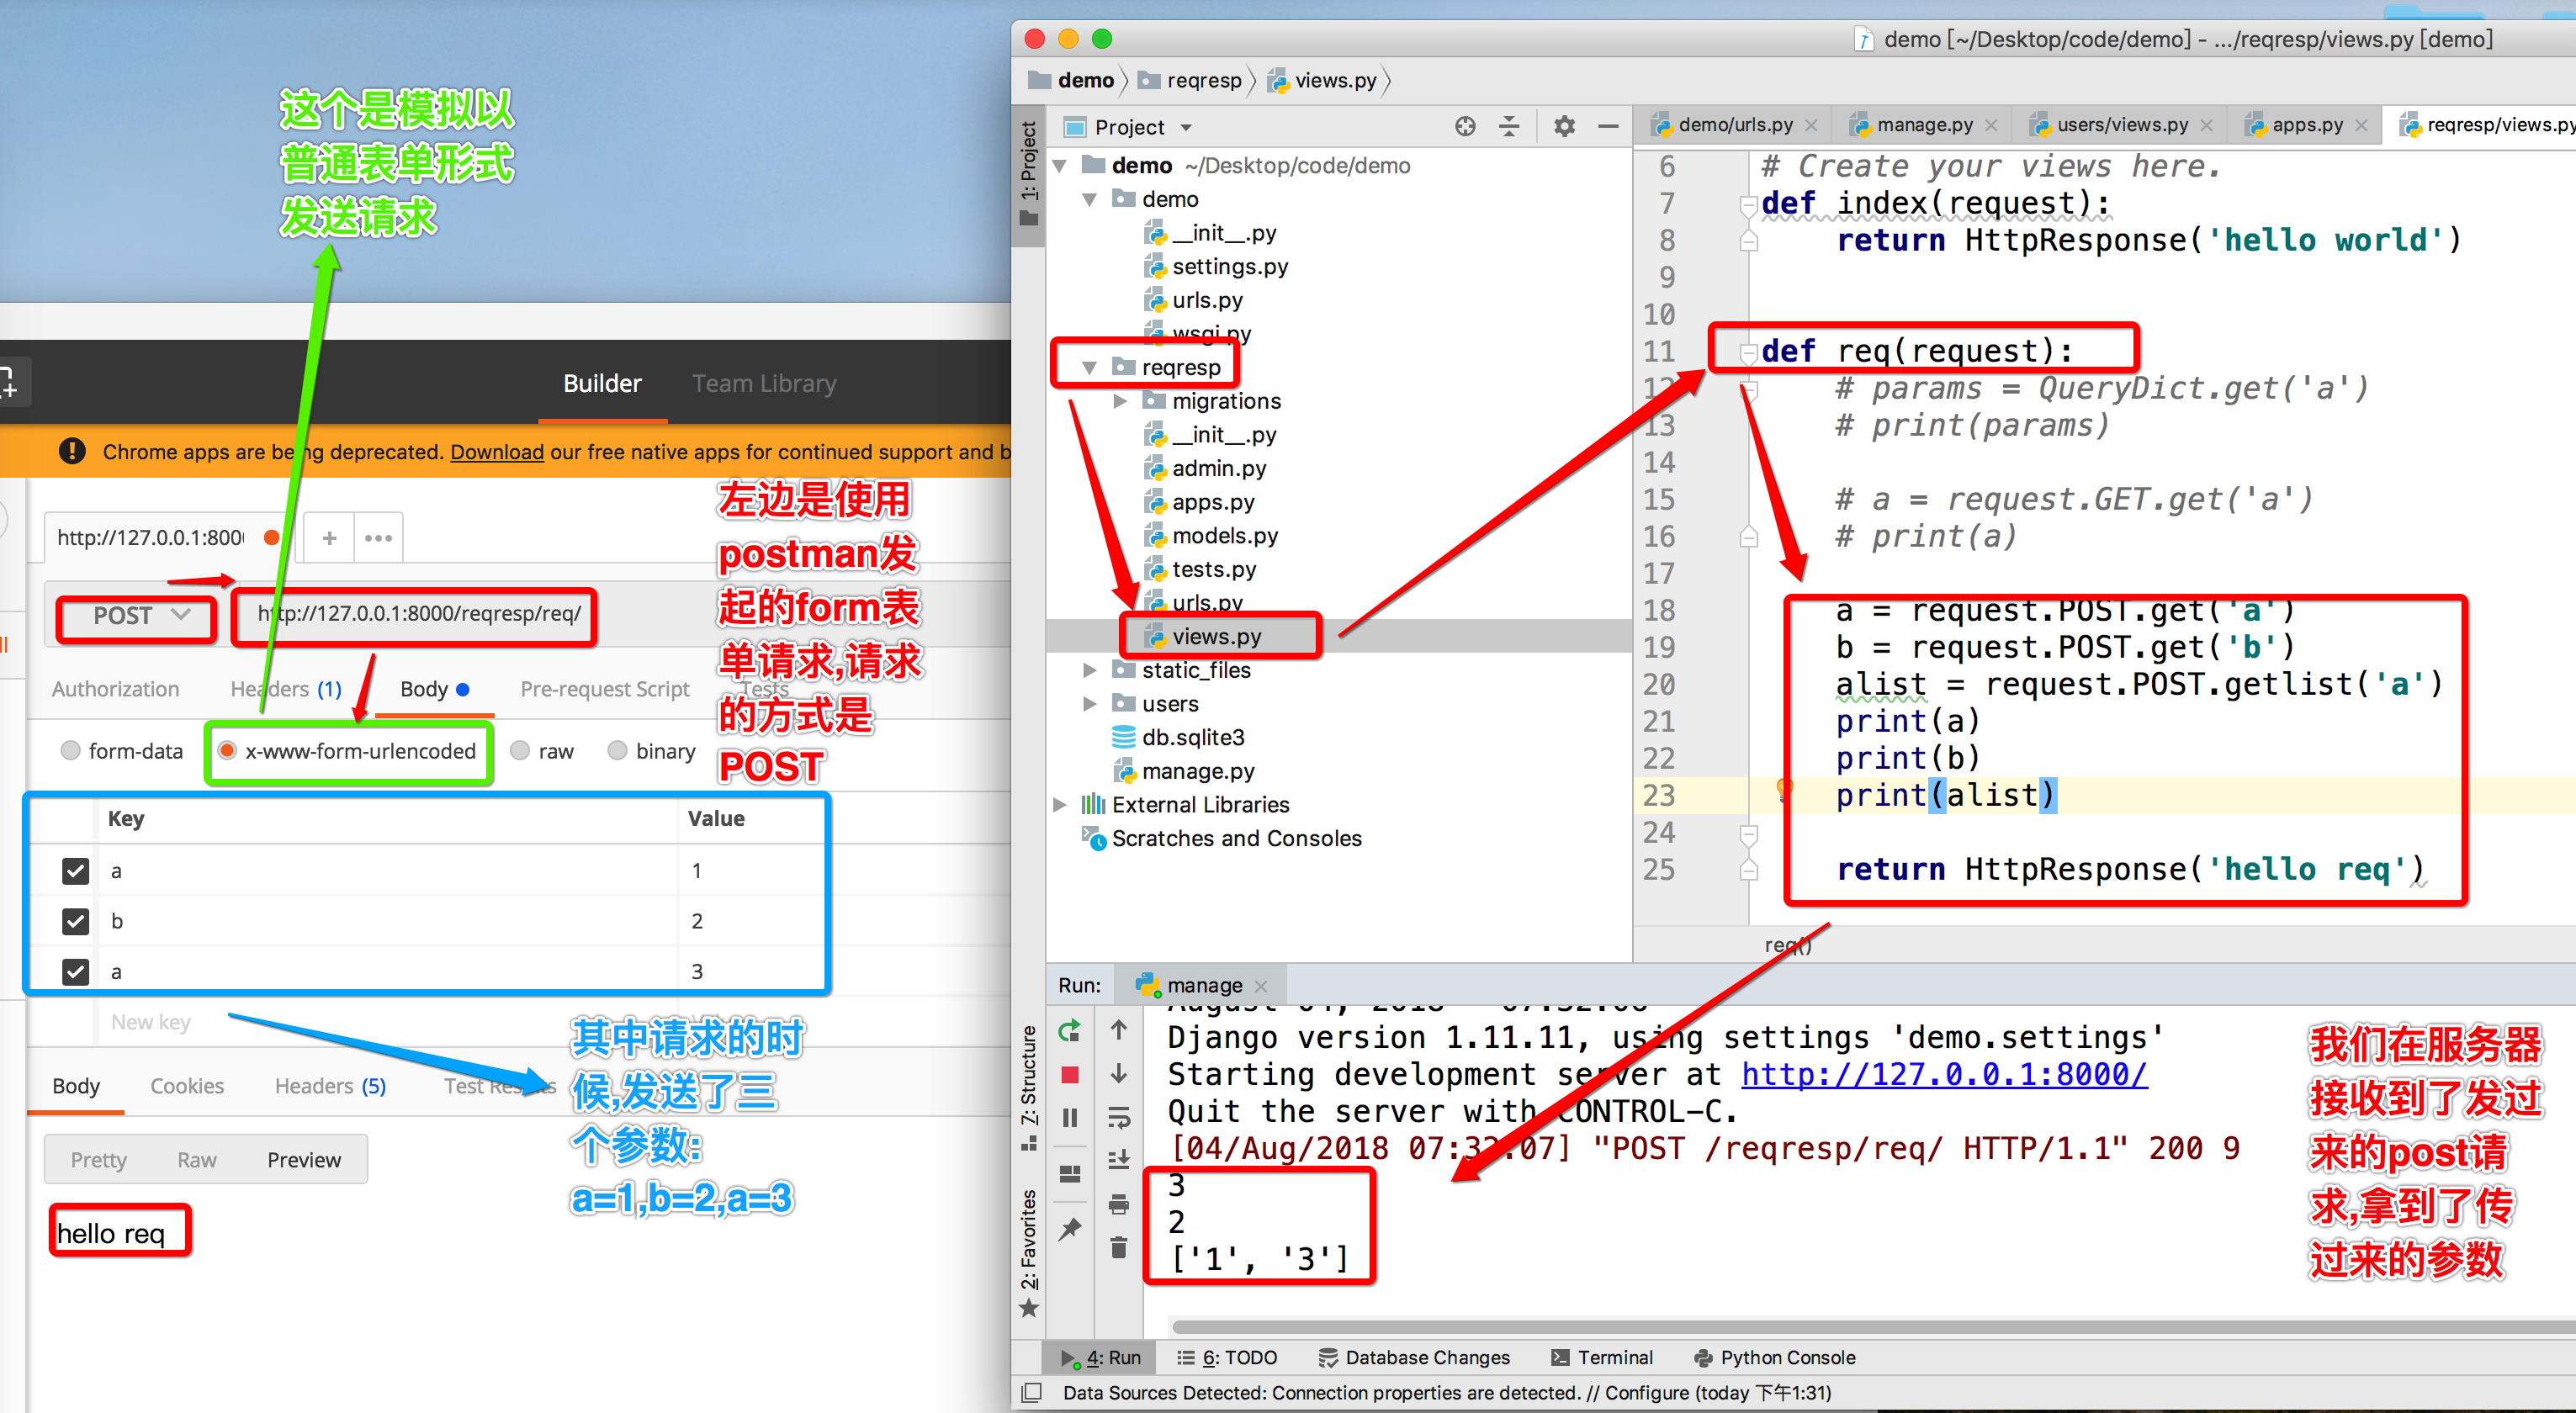 这个是模拟以
普通表单形式
发送请求
Builder
Team Library
Chrome apps are being deprecated. Download our free native apps for continued support and b
http://127.0.0.1:800
+
•••
左边是使用
postman发
起的form表
单请求,请求
的方式是
POST
POST
http://127.0.0.1:8000/reqresp/req/
Authorization
Headers (1)
Body
Pre-request Script
Tests
form-data
x-www-form-urlencoded
raw
binary
Key Value
a 1
b 2
a 3
New key
其中请求的时
候,发送了三
个参数:
a=1,b=2,a=3
Body
Cookies
Headers (5)
Test Results
Pretty
Raw
Preview
hello req
demo [~/Desktop/code/demo] - .../reqresp/views.py [demo]
demo
reqresp
views.py
1: Project
Project
demo ~/Desktop/code/demo
demo
__init__.py
settings.py
urls.py
wsgi.py
reqresp
migrations
__init__.py
admin.py
apps.py
models.py
tests.py
urls.py
views.py
static_files
users
db.sqlite3
manage.py
External Libraries
Scratches and Consoles
demo/urls.py
manage.py
users/views.py
apps.py
reqresp/views.py
6 # Create your views here.
7 def index(request):
8 return HttpResponse('hello world')
9
10
11 def req(request):
12 # params = QueryDict.get('a')
13 # print(params)
14
15 # a = request.GET.get('a')
16 # print(a)
17
18 a = request.POST.get('a')
19 b = request.POST.get('b')
20 alist = request.POST.getlist('a')
21 print(a)
22 print(b)
23 print(alist)
24
25 return HttpResponse('hello req')
req()
Run:
manage
7: Structure
2: Favorites
August 04, 2018 - 07:32:00
Django version 1.11.11, using settings 'demo.settings'
Starting development server at http://127.0.0.1:8000/
Quit the server with CONTROL-C.
[04/Aug/2018 07:32:07] "POST /reqresp/req/ HTTP/1.1" 200 9
3
2
['1', '3']
我们在服务器
接收到了发过
来的post请
求,拿到了传
过来的参数
4: Run
6: TODO
Database Changes
Terminal
Python Console
Data Sources Detected: Connection properties are detected. // Configure (today 下午1:31)